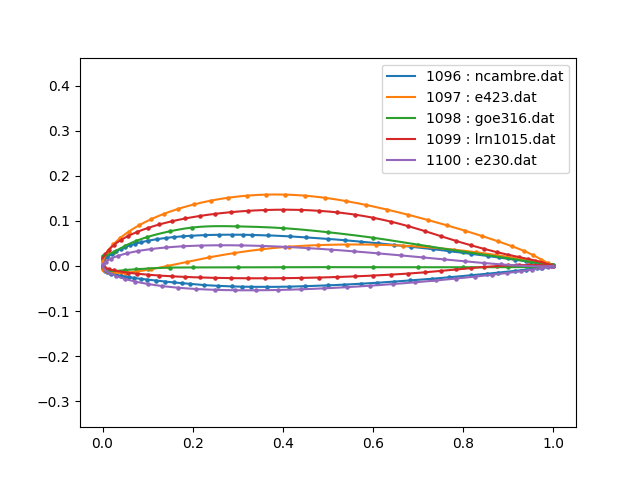 1096 : ncambre.dat
1097 : e423.dat
1098 : goe316.dat
1099 : lrn1015.dat
1100 : e230.dat
0.4
0.3
0.2
0.1
0.0
−0.1
−0.2
−0.3
0.0 0.2 0.4 0.6 0.8 1.0